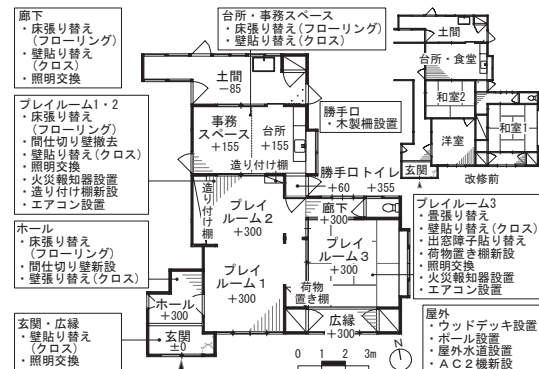 廊下
・床張り替え
(フローリング)
・壁貼り替え
(クロス)
・照明交換
プレイルーム1・2
・床張り替え
(フローリング)
・間仕切り壁撤去
・壁貼り替え(クロス)
・照明交換
・火災報知器設置
・造り付け棚新設
・エアコン設置
ホール
・床張り替え
(フローリング)
・間仕切り壁新設
・壁張り替え(クロス)
玄関・広縁
・壁貼り替え
(クロス)
・照明交換
台所・事務スペース
・床張り替え(フローリング)
・壁貼り替え(クロス)
土間
-85
事務
スペース
+155
台所
+155
造り付け棚
勝手口
・木製柵設置
勝手口
+60
トイレ
+355
造り付け棚
プレイ
ルーム2
+300
廊下
+300
プレイ
ルーム3
+300
プレイ
ルーム1
+300
荷物
置き棚
ホール
+300
広縁
+300
玄関
±0
0 1 2 3m
N
土間
台所・食堂
和室2
和室1
洋室
玄関
改修前
プレイルーム3
・畳張り替え
・壁貼り替え(クロス)
・出窓障子貼り替え
・荷物置き棚新設
・照明交換
・火災報知器設置
・エアコン設置
屋外
・ウッドデッキ設置
・ポール設置
・屋外水道設置
・AC2機新設